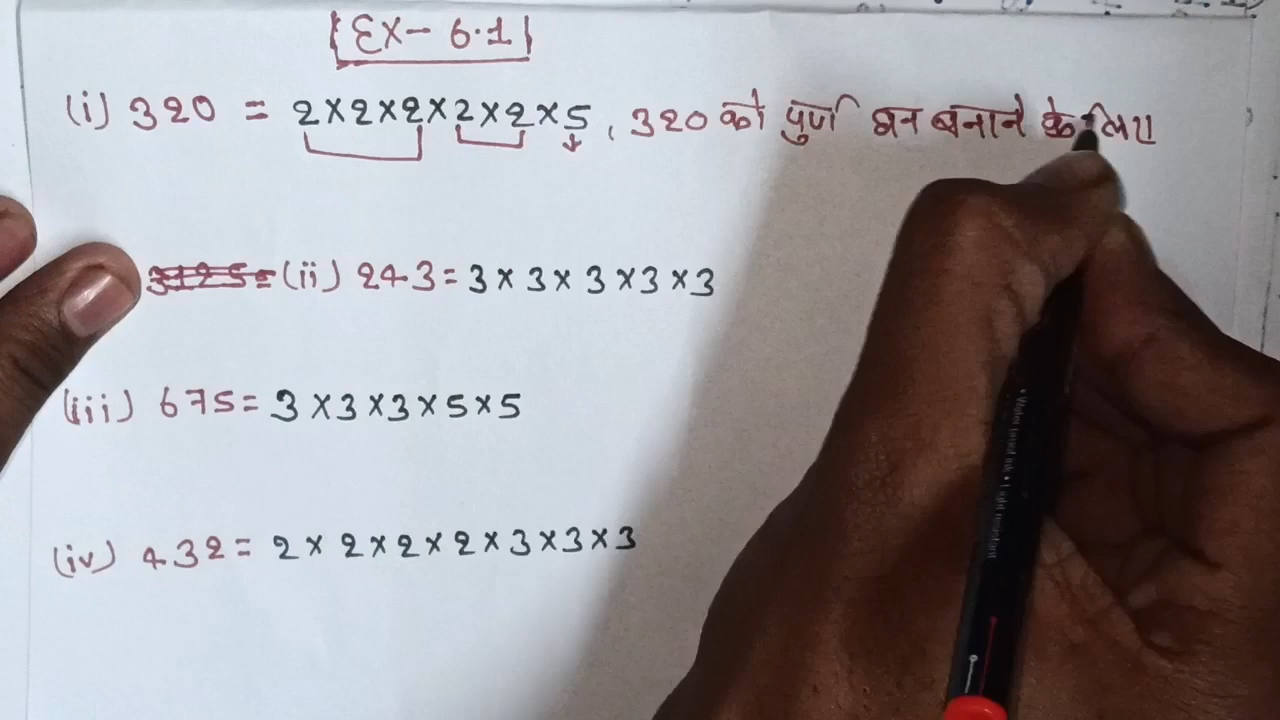 EX- 6.1
(i) 320 = 2×2×2×2×2×5, 320 को पुर्ण घन बनाने के लिए
3125= (ii) 243 = 3 × 3 × 3 × 3 × 3
(iii) 675 = 3 × 3 × 3 × 5 × 5
(iv) 432 = 2 × 2 × 2 × 2 × 3 × 3 × 3